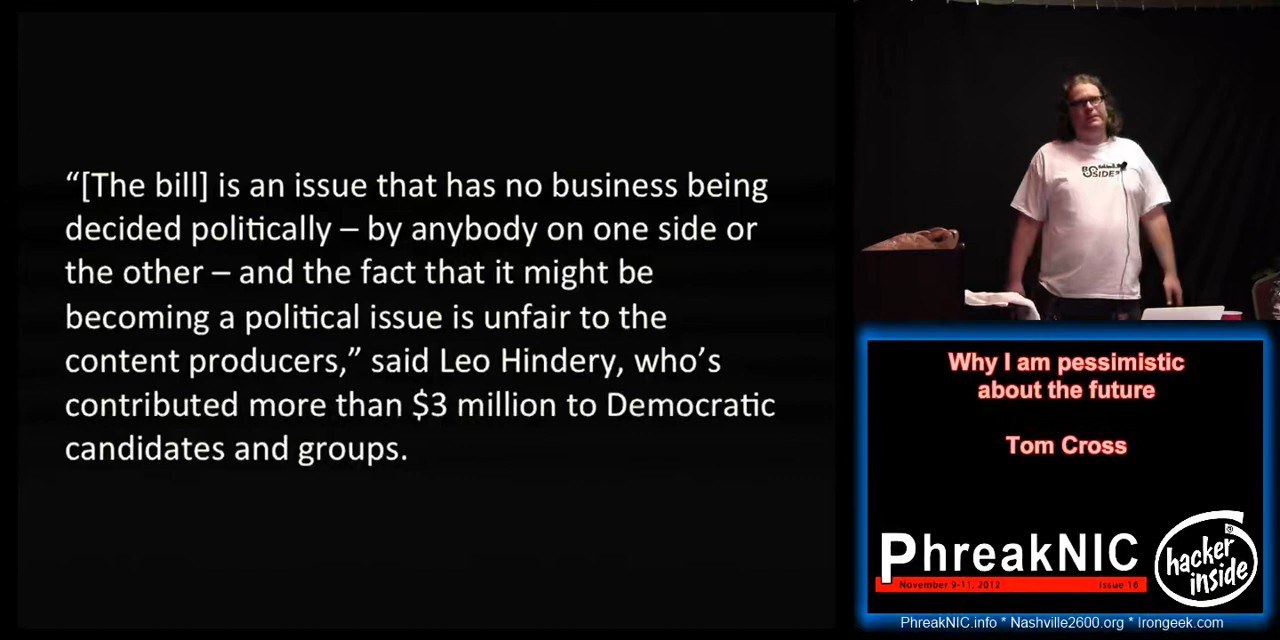 “[The bill] is an issue that has no business being
decided politically – by anybody on one side or
the other – and the fact that it might be
becoming a political issue is unfair to the
content producers,” said Leo Hindery, who’s
contributed more than $3 million to Democratic
candidates and groups.
SIDE?
Why I am pessimistic
about the future
Tom Cross
PhreakNIC
November 9-11, 2012 Issue 16
hacker
inside
PhreakNIC.info * Nashville2600.org * Irongeek.com